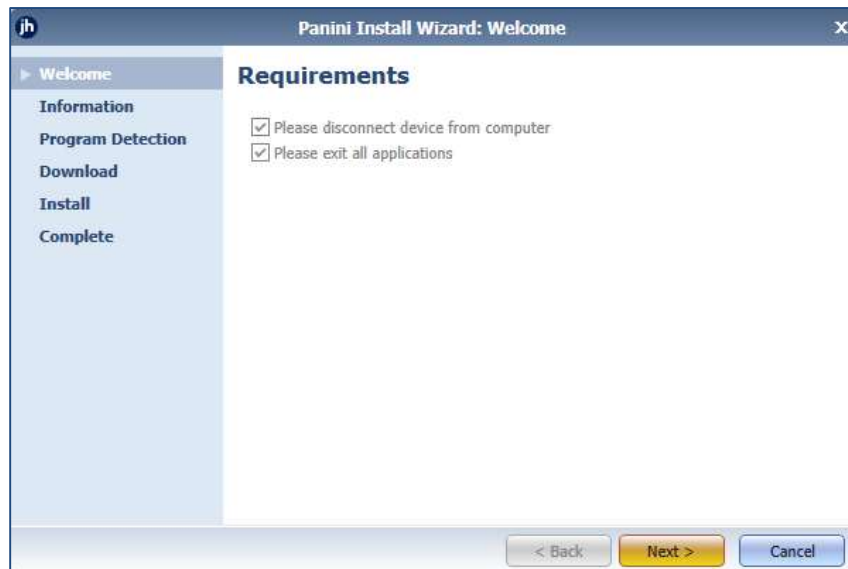 jh
Panini Install Wizard: Welcome
X
Welcome
Information
Program Detection
Download
Install
Complete
Requirements
Please disconnect device from computer
Please exit all applications
< Back
Next >
Cancel